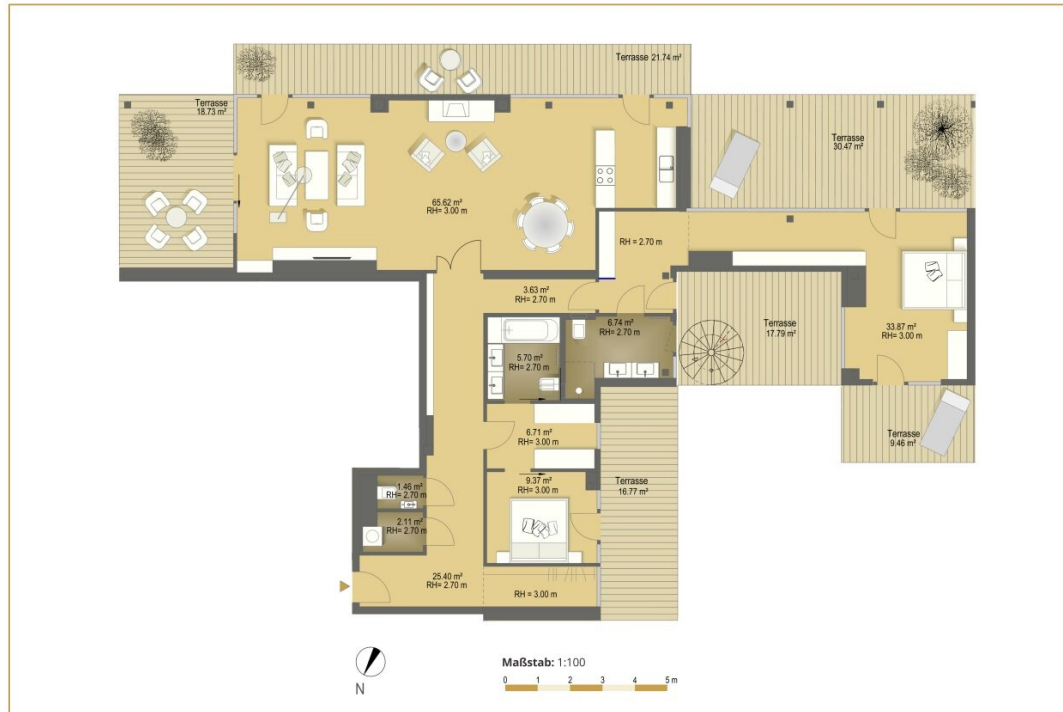 Terrasse 21.74 m²
Terrasse
18.73 m²
Terrasse
30.47 m²
65.62 m²
RH= 3.00 m
RH = 2.70 m
3.63 m²
RH= 2.70 m
6.74 m²
RH= 2.70 m
Terrasse
17.79 m²
33.87 m²
RH= 3.00 m
5.70 m²
RH= 2.70 m
6.71 m²
RH= 3.00 m
Terrasse
9.46 m²
9.37 m²
RH= 3.00 m
Terrasse
16.77 m²
1.46 m²
RH= 2.70 m
2.11 m²
RH= 2.70 m
25.40 m²
RH= 2.70 m
RH = 3.00 m
N
Maßstab: 1:100
0 1 2 3 4 5 m